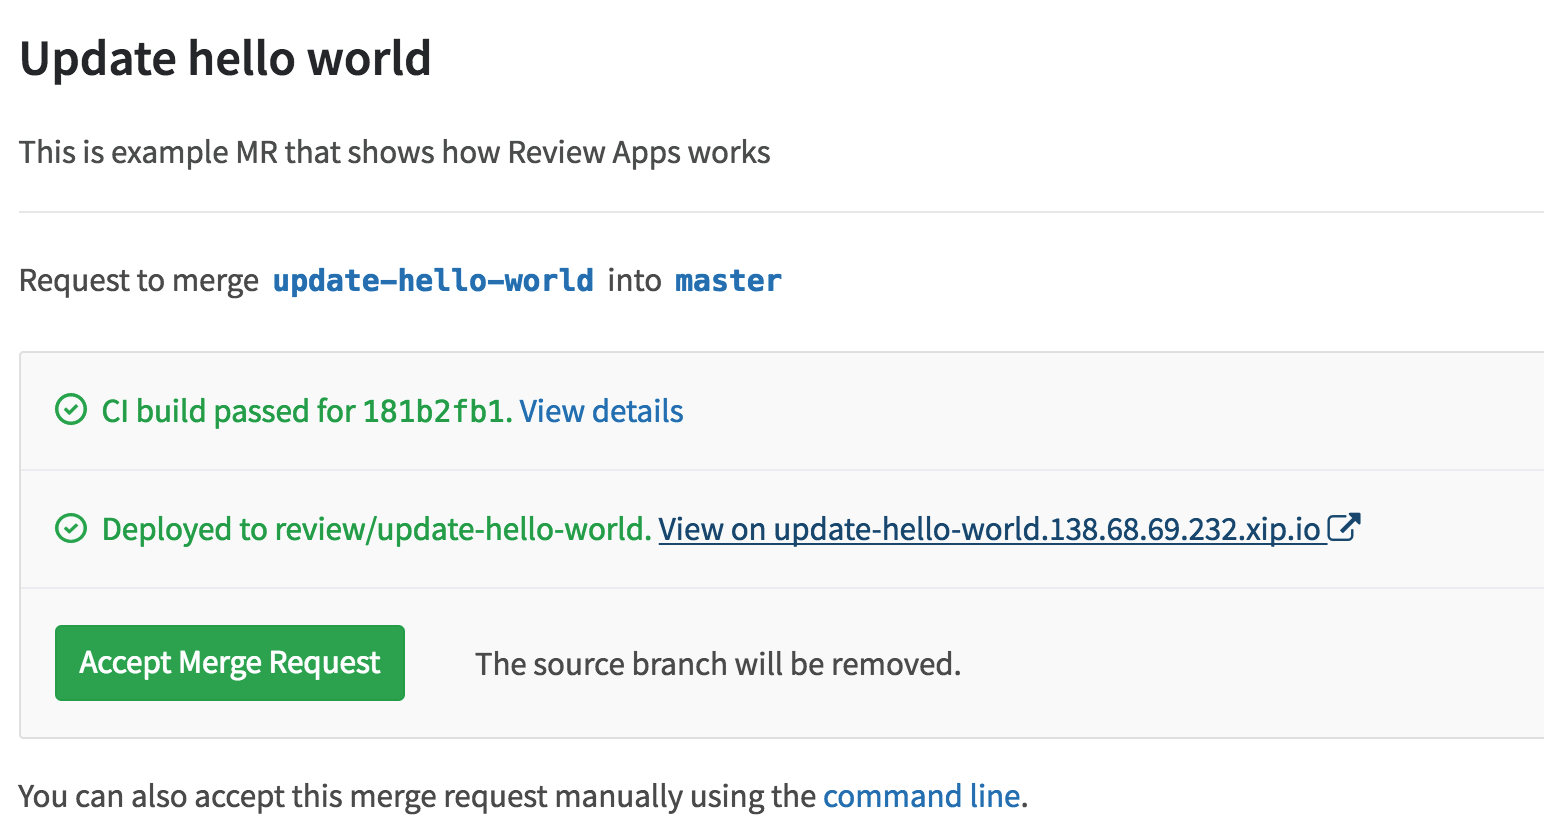 Update hello world
This is example MR that shows how Review Apps works
Request to merge update-hello-world into master
CI build passed for 181b2fb1. View details
Deployed to review/update-hello-world. View on update-hello-world.138.68.69.232.xip.io
Accept Merge Request The source branch will be removed.
You can also accept this merge request manually using the command line.